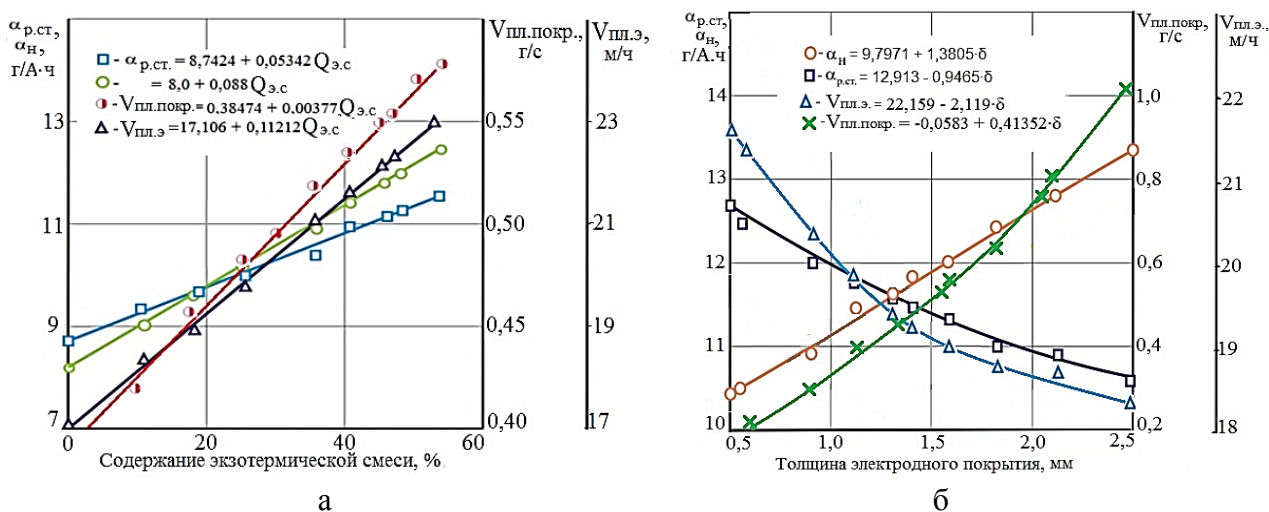 αр.ст,
αн,
г/А·ч
Vпл.покр.,
г/с
Vпл.э,
м/ч
- αр.ст. = 8,7424 + 0,05342 Qэ.с
- = 8,0 + 0,088Qэ.с
-Vпл.покр.= 0.38474 + 0.00377 Qэ.с
-Vпл.э =17,106 + 0,11212 Qэ.с
13
11
9
7
0,55
0,50
0,45
0,40
23
21
19
17
0 20 40 60
Содержание экзотермической смеси, %
а
αр.ст,
αн,
г/А.ч
Vпл.покр,
г/с
Vпл.э.,
м/ч
- αн = 9,7971 + 1,3805·δ
- αр.ст. = 12,913 - 0,9465·δ
- Vпл.э. = 22,159 - 2,119·δ
-Vпл.покр. = -0,0583 + 0,41352·δ
14
13
12
11
10
1,0
0,8
0,6
0,4
0,2
22
21
20
19
18
0,5 1,0 1,5 2,0 2,5
Толщина электродного покрытия, мм
б